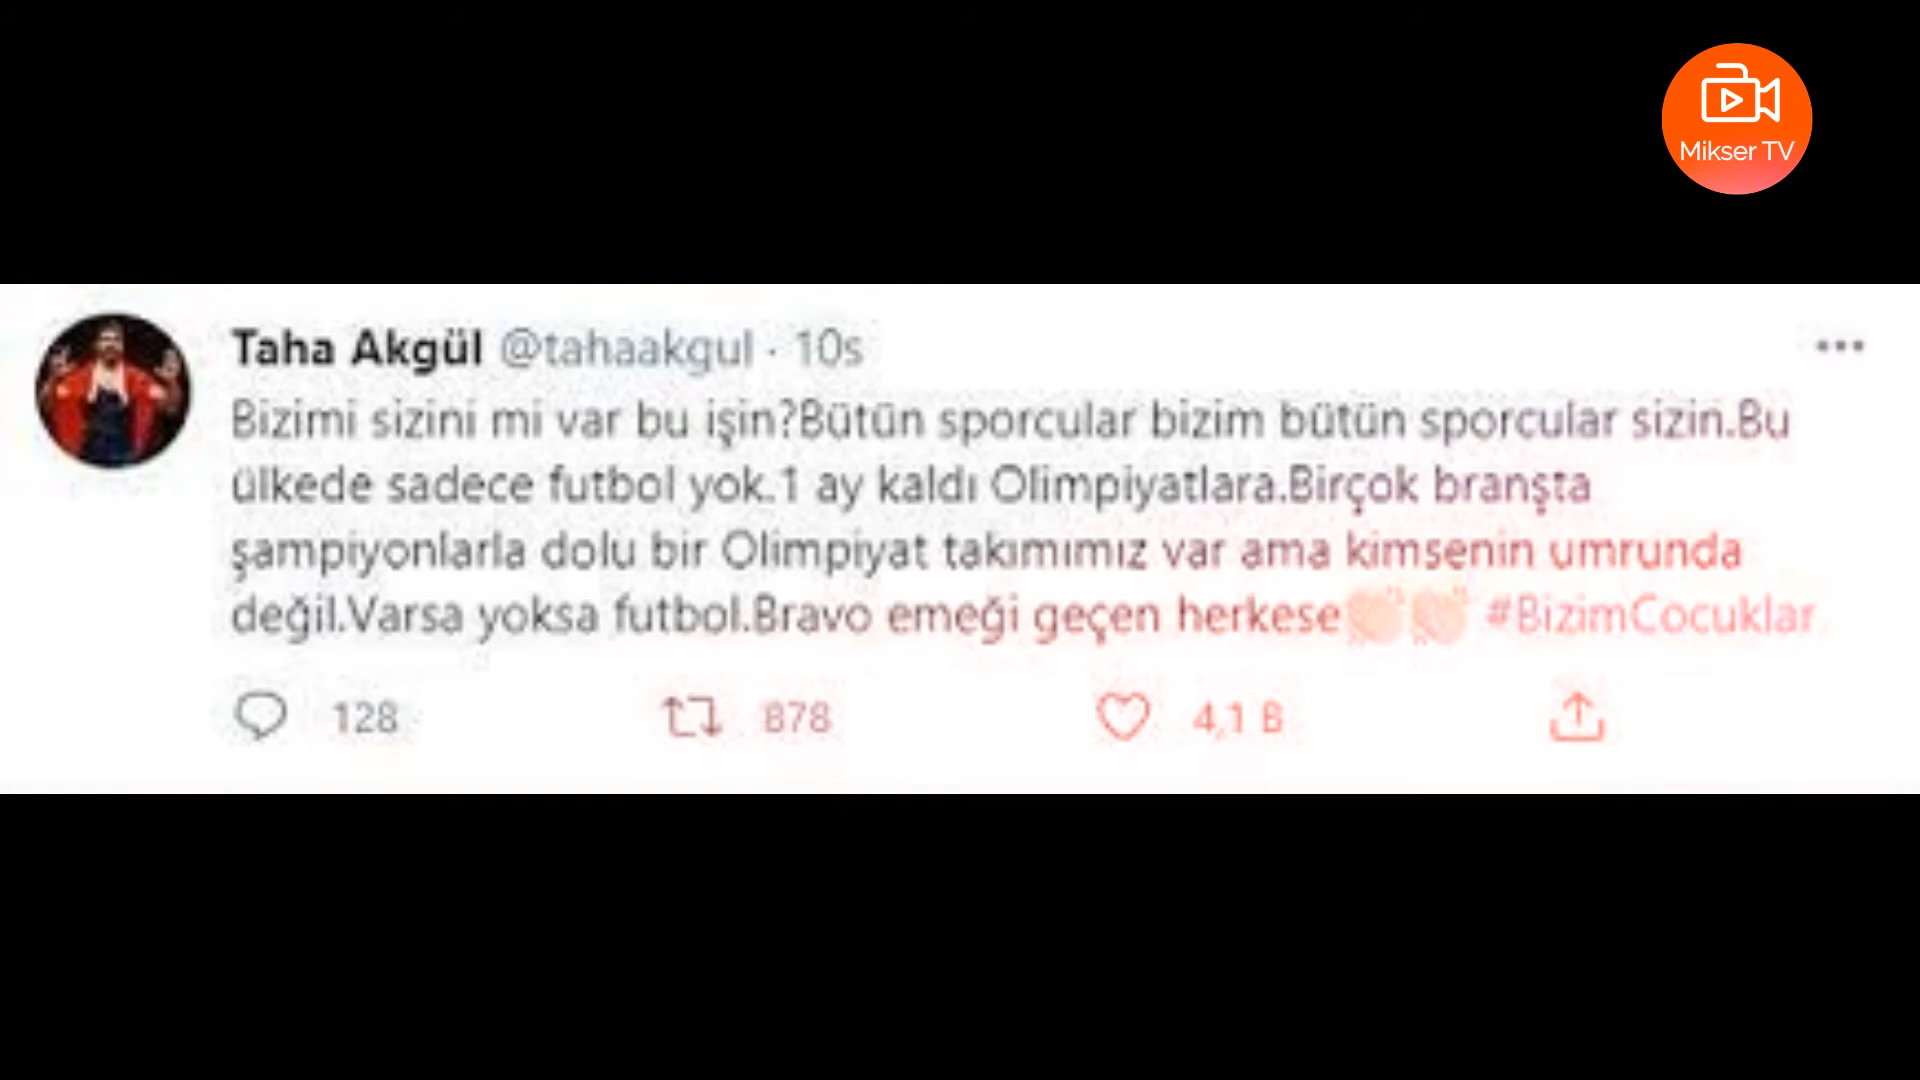 Mikser TV
Taha Akgül @tahaakgul · 10s
Bizimi sizini mi var bu işin?Bütün sporcular bizim bütün sporcular sizin.Bu
ülkede sadece futbol yok.1 ay kaldı Olimpiyatlara.Birçok branşta
şampiyonlarla dolu bir Olimpiyat takımımız var ama kimsenin umrunda
değil.Varsa yoksa futbol.Bravo emeği geçen herkese👏🏻👏🏻 #BizimCocuklar
128 878 4,1 B